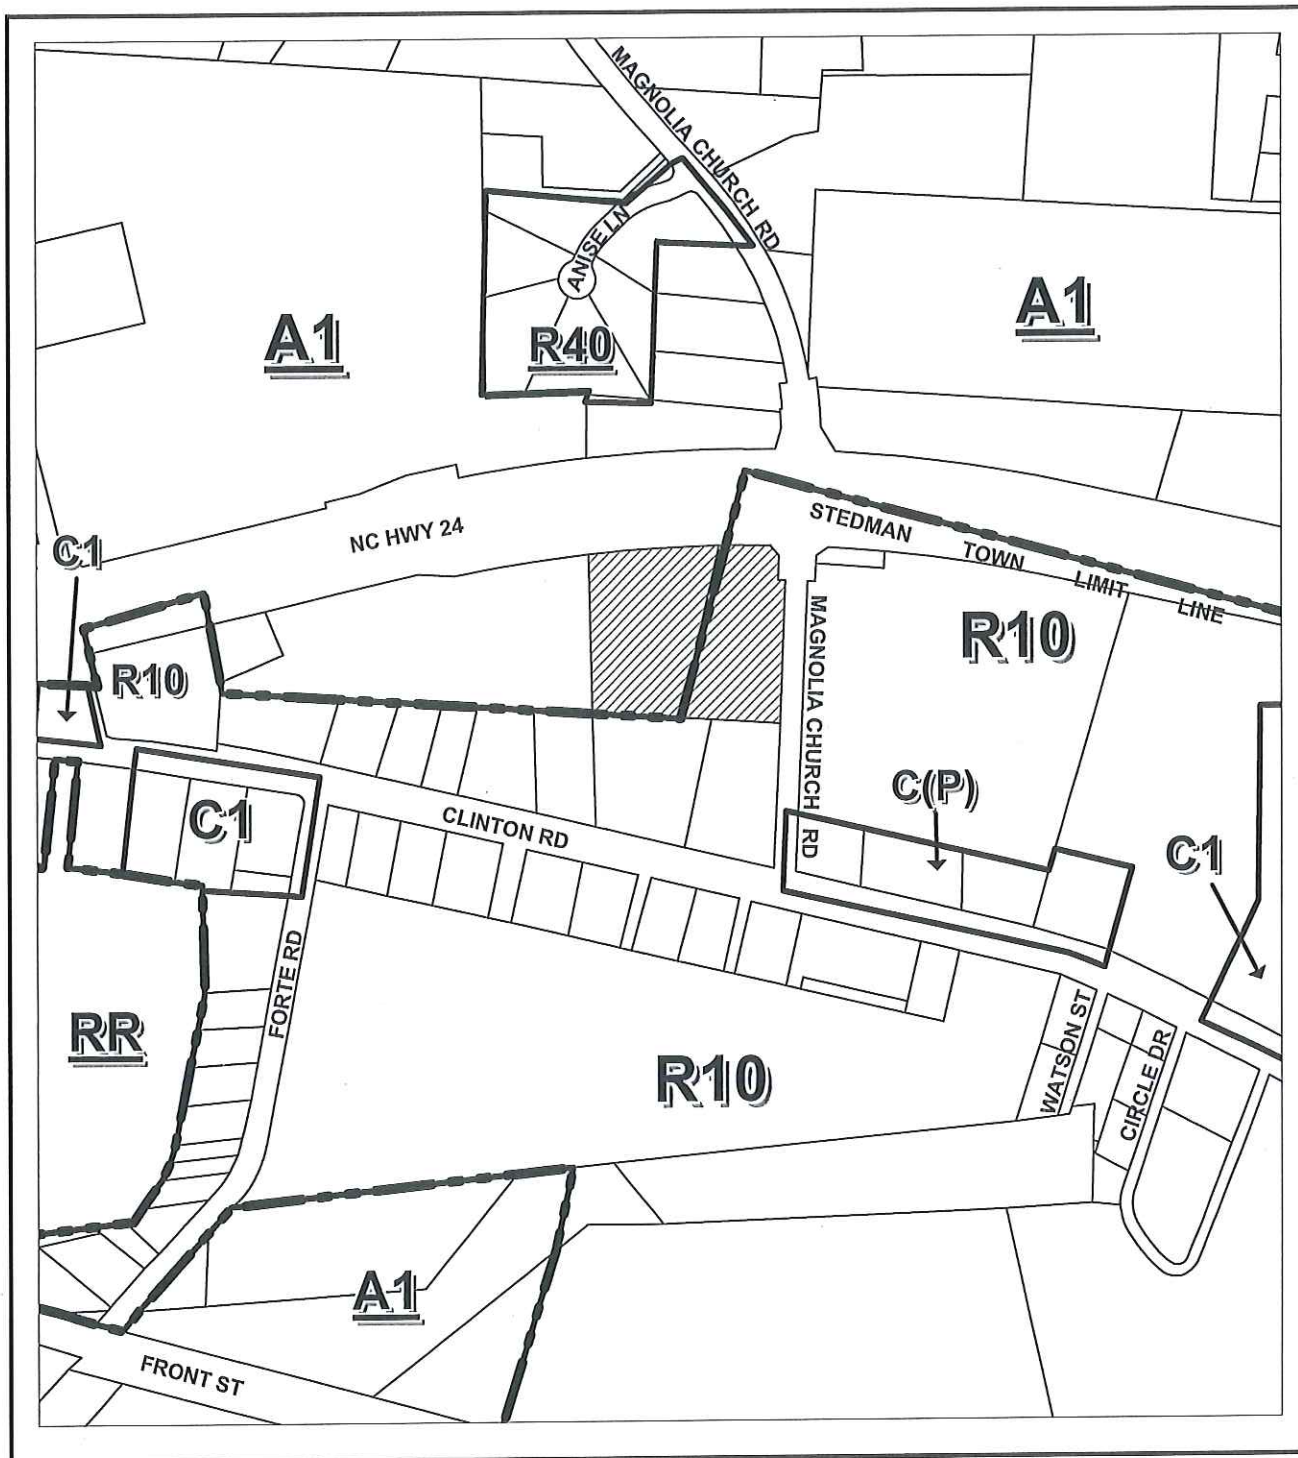 MAGNOLIA CHURCH RD
ANISE LN
A1
R40
A1
NC HWY 24
STEDMAN TOWN LIMIT LINE
C1
R10
R10
MAGNOLIA CHURCH RD
C1
CLINTON RD
C(P)
C1
FORTE RD
RR
R10
WATSON ST
CIRCLE DR
A1
FRONT ST